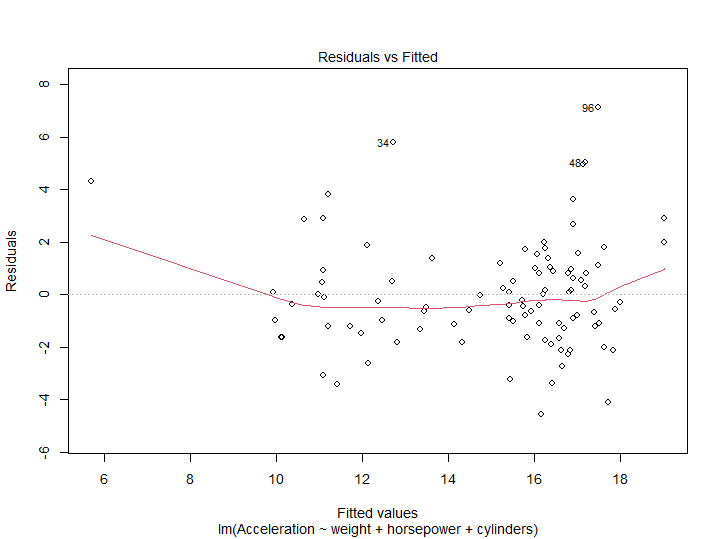 Residuals vs Fitted
Residuals
8
6
4
2
0
-2
-4
-6
96
34
48
6 8 10 12 14 16 18
Fitted values
lm(Acceleration ~ weight + horsepower + cylinders)